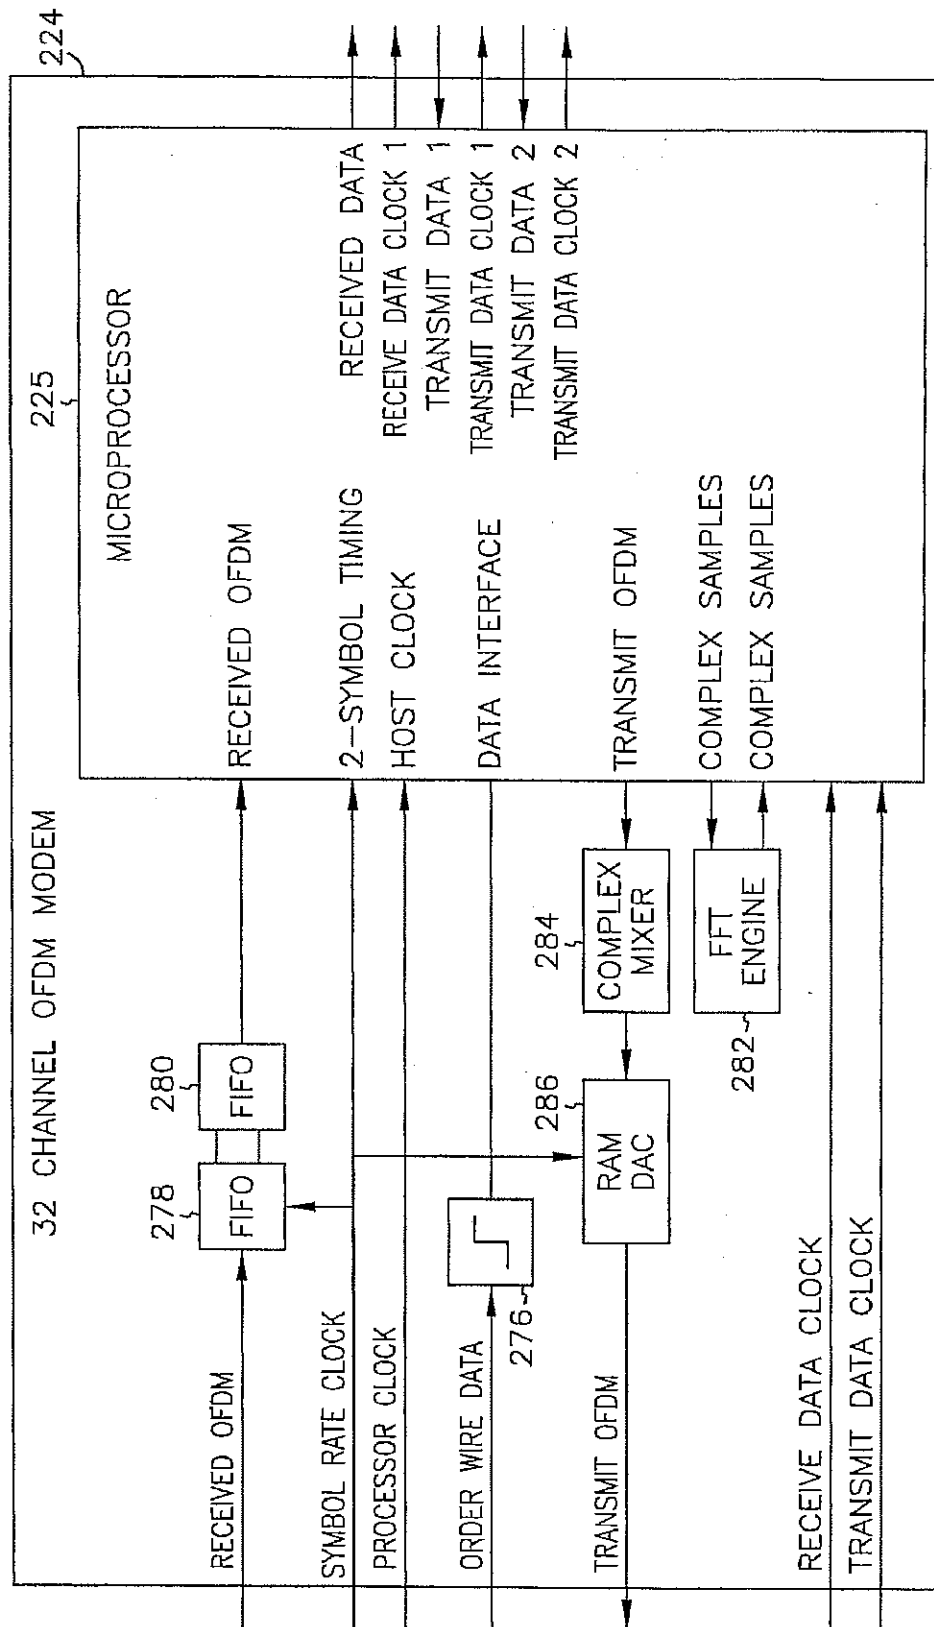 224
32 CHANNEL OFDM MODEM
225
MICROPROCESSOR
RECEIVED OFDM
278
FIFO
280
FIFO
RECEIVED OFDM
SYMBOL RATE CLOCK
2-SYMBOL TIMING
RECEIVED DATA
PROCESSOR CLOCK
HOST CLOCK
RECEIVE DATA CLOCK 1
TRANSMIT DATA 1
ORDER WIRE DATA
276
DATA INTERFACE
TRANSMIT DATA CLOCK 1
TRANSMIT DATA 2
TRANSMIT DATA CLOCK 2
TRANSMIT OFDM
286
RAM
DAC
284
COMPLEX
MIXER
TRANSMIT OFDM
282
FFT
ENGINE
COMPLEX SAMPLES
COMPLEX SAMPLES
RECEIVE DATA CLOCK
TRANSMIT DATA CLOCK